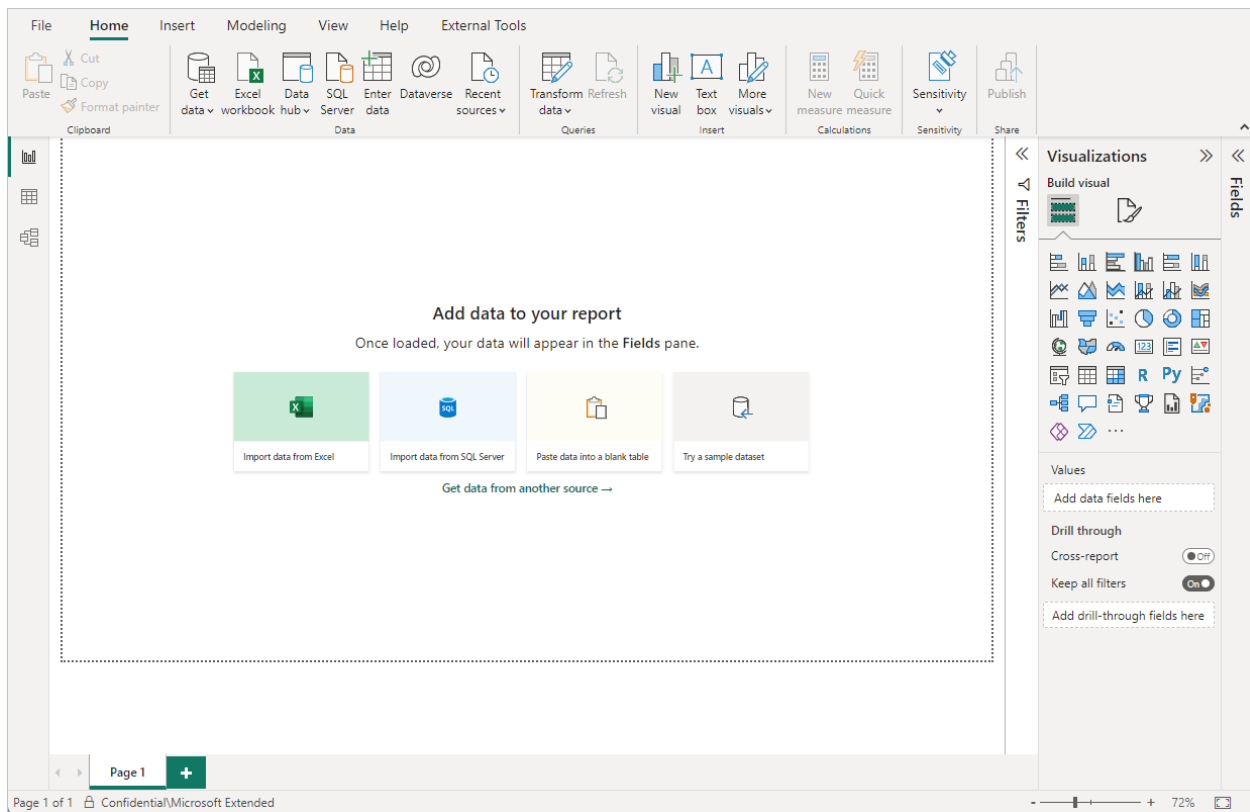 File Home Insert Modeling View Help External Tools
Paste
Cut
Copy
Format painter
Clipboard
Get data
Excel workbook
Data hub
SQL Server
Enter data
Dataverse
Recent sources
Data
Transform data
Refresh
Queries
New visual
Text box
More visuals
Insert
New measure
Quick measure
Calculations
Sensitivity
Sensitivity
Publish
Share
Add data to your report
Once loaded, your data will appear in the Fields pane.
SQL
Import data from Excel
Import data from SQL Server
Paste data into a blank table
Try a sample dataset
Get data from another source →
Filters
Visualizations
Build visual
123
R
Py
Values
Add data fields here
Drill through
Cross-report
Off
Keep all filters
On
Add drill-through fields here
Fields
Page 1
Page 1 of 1
Confidential\Microsoft Extended
- + 72%